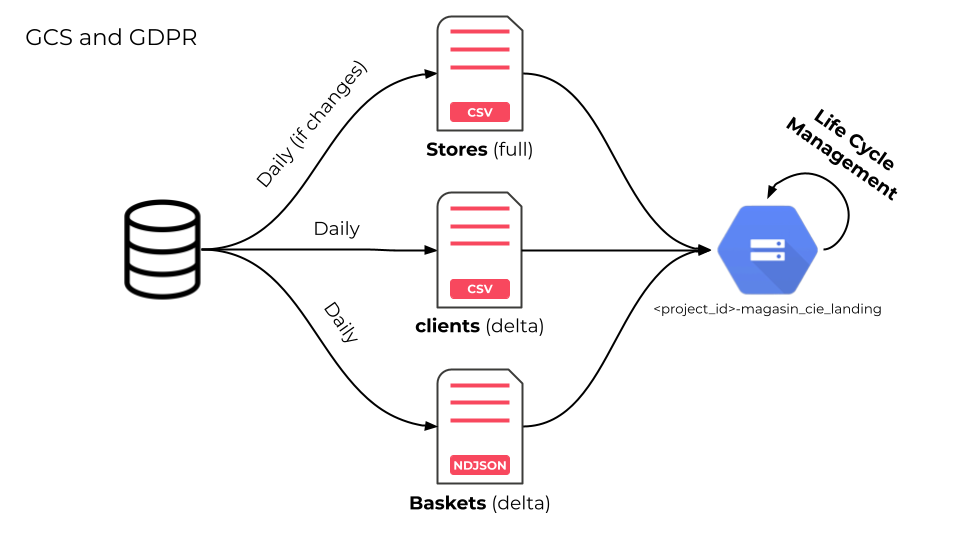 GCS and GDPR
Daily (if changes)
CSV
Stores (full)
Life Cycle
Management
Daily
CSV
clients (delta)
<project_id>-magasin_cie_landing
Daily
NDJSON
Baskets (delta)